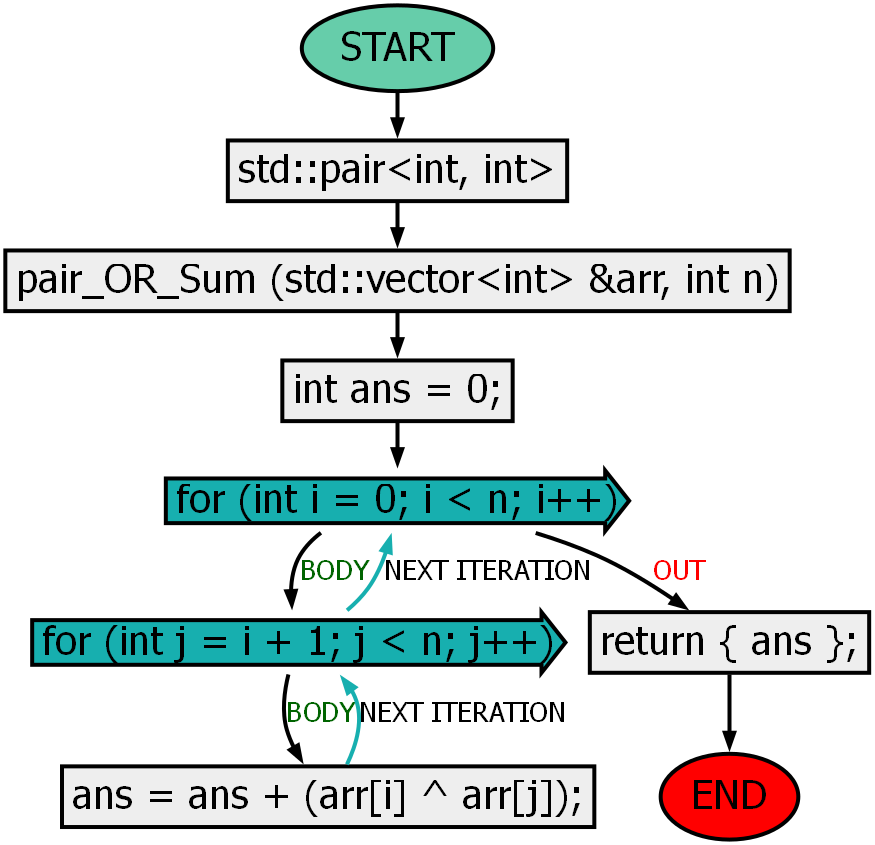 START
std::pair<int, int>
pair_OR_Sum (std::vector<int> &arr, int n)
int ans = 0;
for (int i = 0; i < n; i++)
BODY
NEXT ITERATION
OUT
for (int j = i + 1; j < n; j++)
return { ans };
BODY
NEXT ITERATION
ans = ans + (arr[i] ^ arr[j]);
END